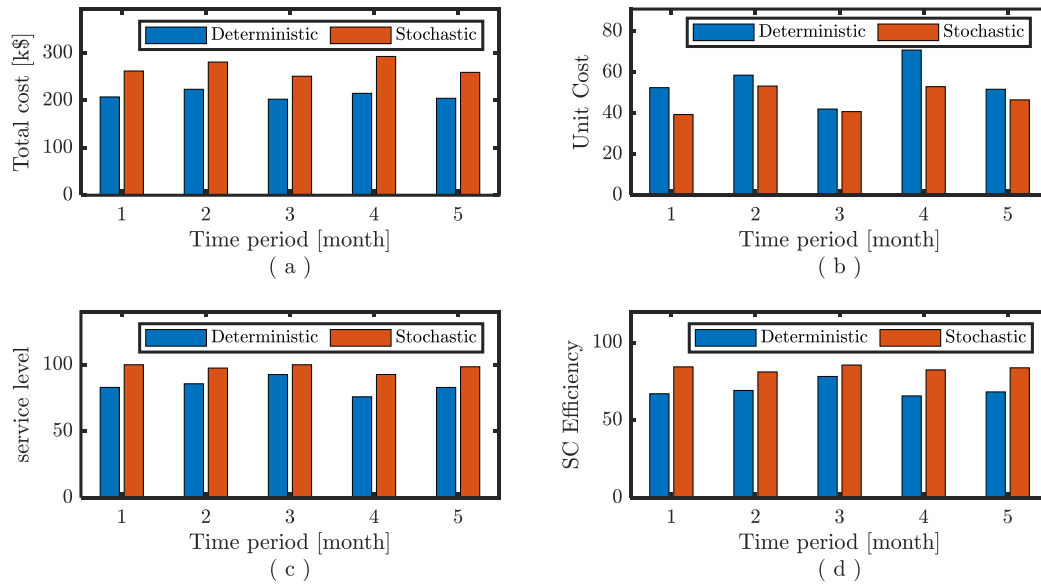 Total cost [k$]
300
200
100
0
Deterministic Stochastic
1 2 3 4 5
Time period [month]
( a )
Unit Cost
80
60
40
20
0
Deterministic Stochastic
1 2 3 4 5
Time period [month]
( b )
service level
100
50
0
Deterministic Stochastic
1 2 3 4 5
Time period [month]
( c )
SC Efficiency
100
50
0
Deterministic Stochastic
1 2 3 4 5
Time period [month]
( d )